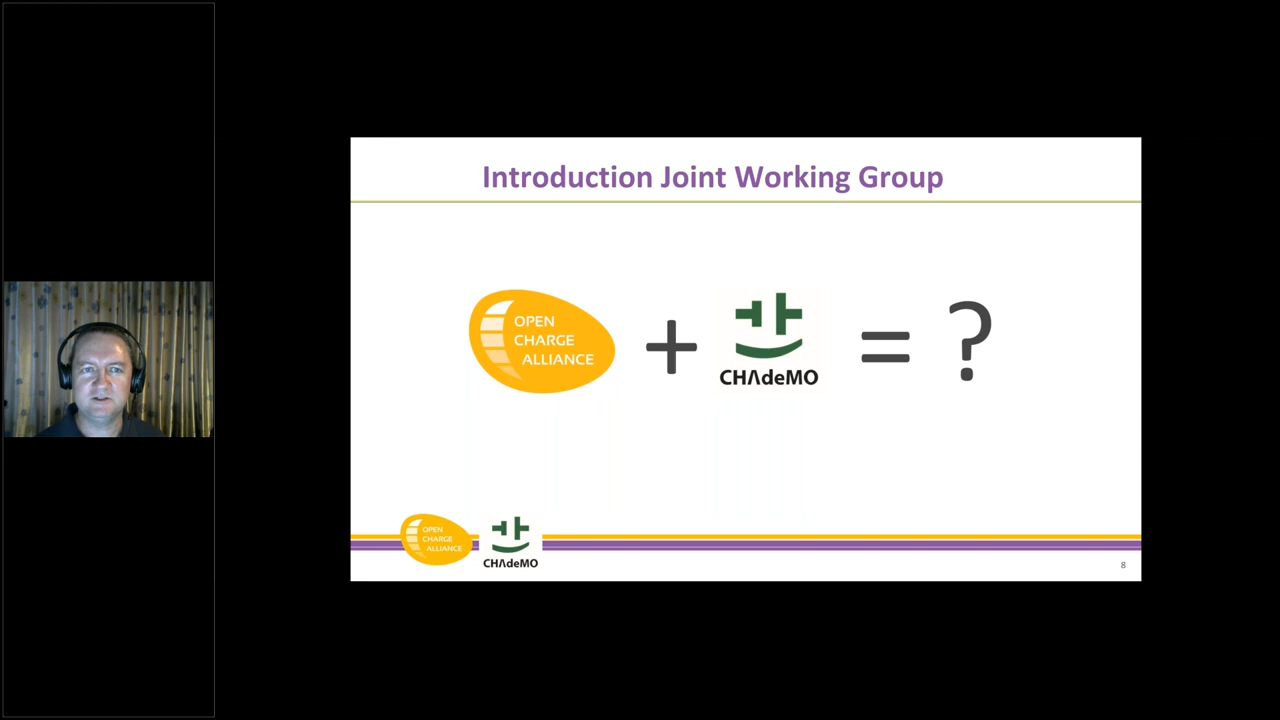 Introduction Joint Working Group
OPEN
CHARGE
ALLIANCE
+
CHΛdeMO
= ?
OPEN
CHARGE
ALLIANCE
CHΛdeMO
8